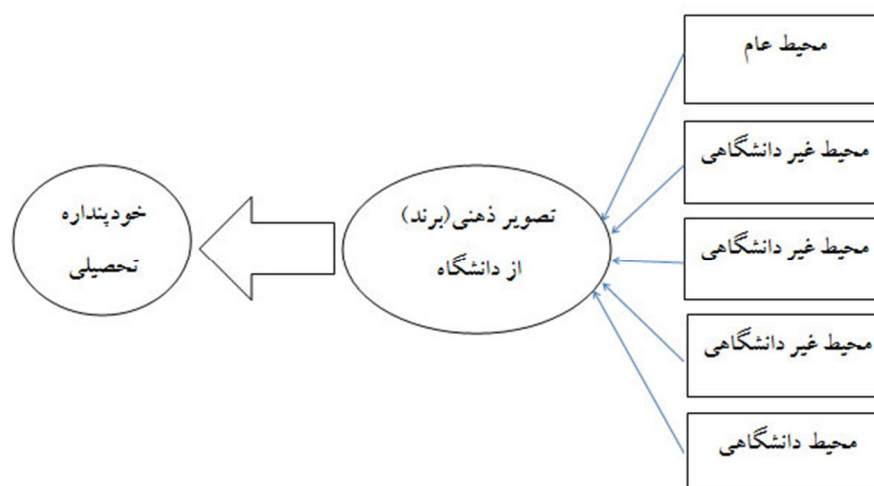 محیط عام
محیط غیر دانشگاهی
محیط غیر دانشگاهی
محیط غیر دانشگاهی
محیط دانشگاهی
تصویر ذهنی(برند)
از دانشگاه
خودپنداره
تحصیلی